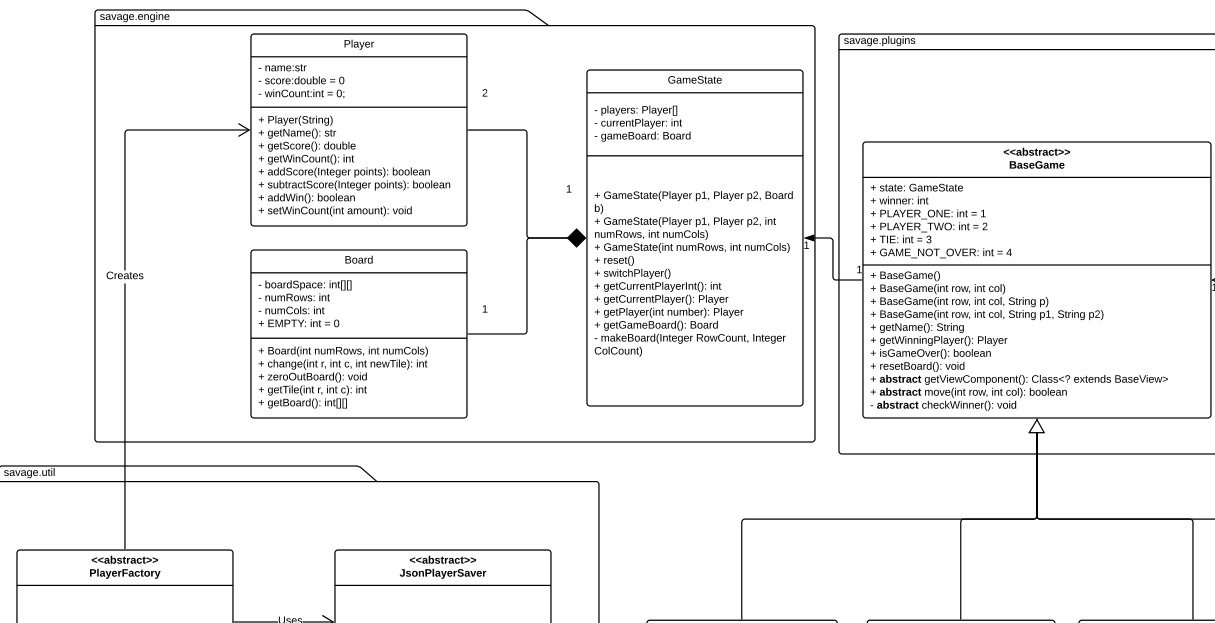 savage.engine
Player
- name:str
- score:double = 0
- winCount:int = 0;
+ Player(String)
+ getName(): str
+ getScore(): double
+ getWinCount(): int
+ addScore(Integer points): boolean
+ subtractScore(Integer points): boolean
+ addWin(): boolean
+ setWinCount(int amount): void
2
Board
- boardSpace: int[][]
- numRows: int
- numCols: int
+ EMPTY: int = 0
+ Board(int numRows, int numCols)
+ change(int r, int c, int newTile): int
+ zeroOutBoard(): void
+ getTile(int r, int c): int
+ getBoard(): int[][]
1
1
GameState
- players: Player[]
- currentPlayer: int
- gameBoard: Board
+ GameState(Player p1, Player p2, Board
b)
+ GameState(Player p1, Player p2, int
numRows, int numCols)
+ GameState(int numRows, int numCols)
+ reset()
+ switchPlayer()
+ getCurrentPlayerInt(): int
+ getCurrentPlayer(): Player
+ getPlayer(int number): Player
+ getGameBoard(): Board
- makeBoard(Integer RowCount, Integer
ColCount)
1
savage.plugins
<<abstract>>
BaseGame
+ state: GameState
+ winner: int
+ PLAYER_ONE: int = 1
+ PLAYER_TWO: int = 2
+ TIE: int = 3
+ GAME_NOT_OVER: int = 4
1
+ BaseGame()
+ BaseGame(int row, int col)
+ BaseGame(int row, int col, String p)
+ BaseGame(int row, int col, String p1, String p2)
+ getName(): String
+ getWinningPlayer(): Player
+ isGameOver(): boolean
+ resetBoard(): void
+ abstract getViewComponent(): Class<? extends BaseView>
+ abstract move(int row, int col): boolean
- abstract checkWinner(): void
1
Creates
savage.util
<<abstract>>
PlayerFactory
Uses
<<abstract>>
JsonPlayerSaver